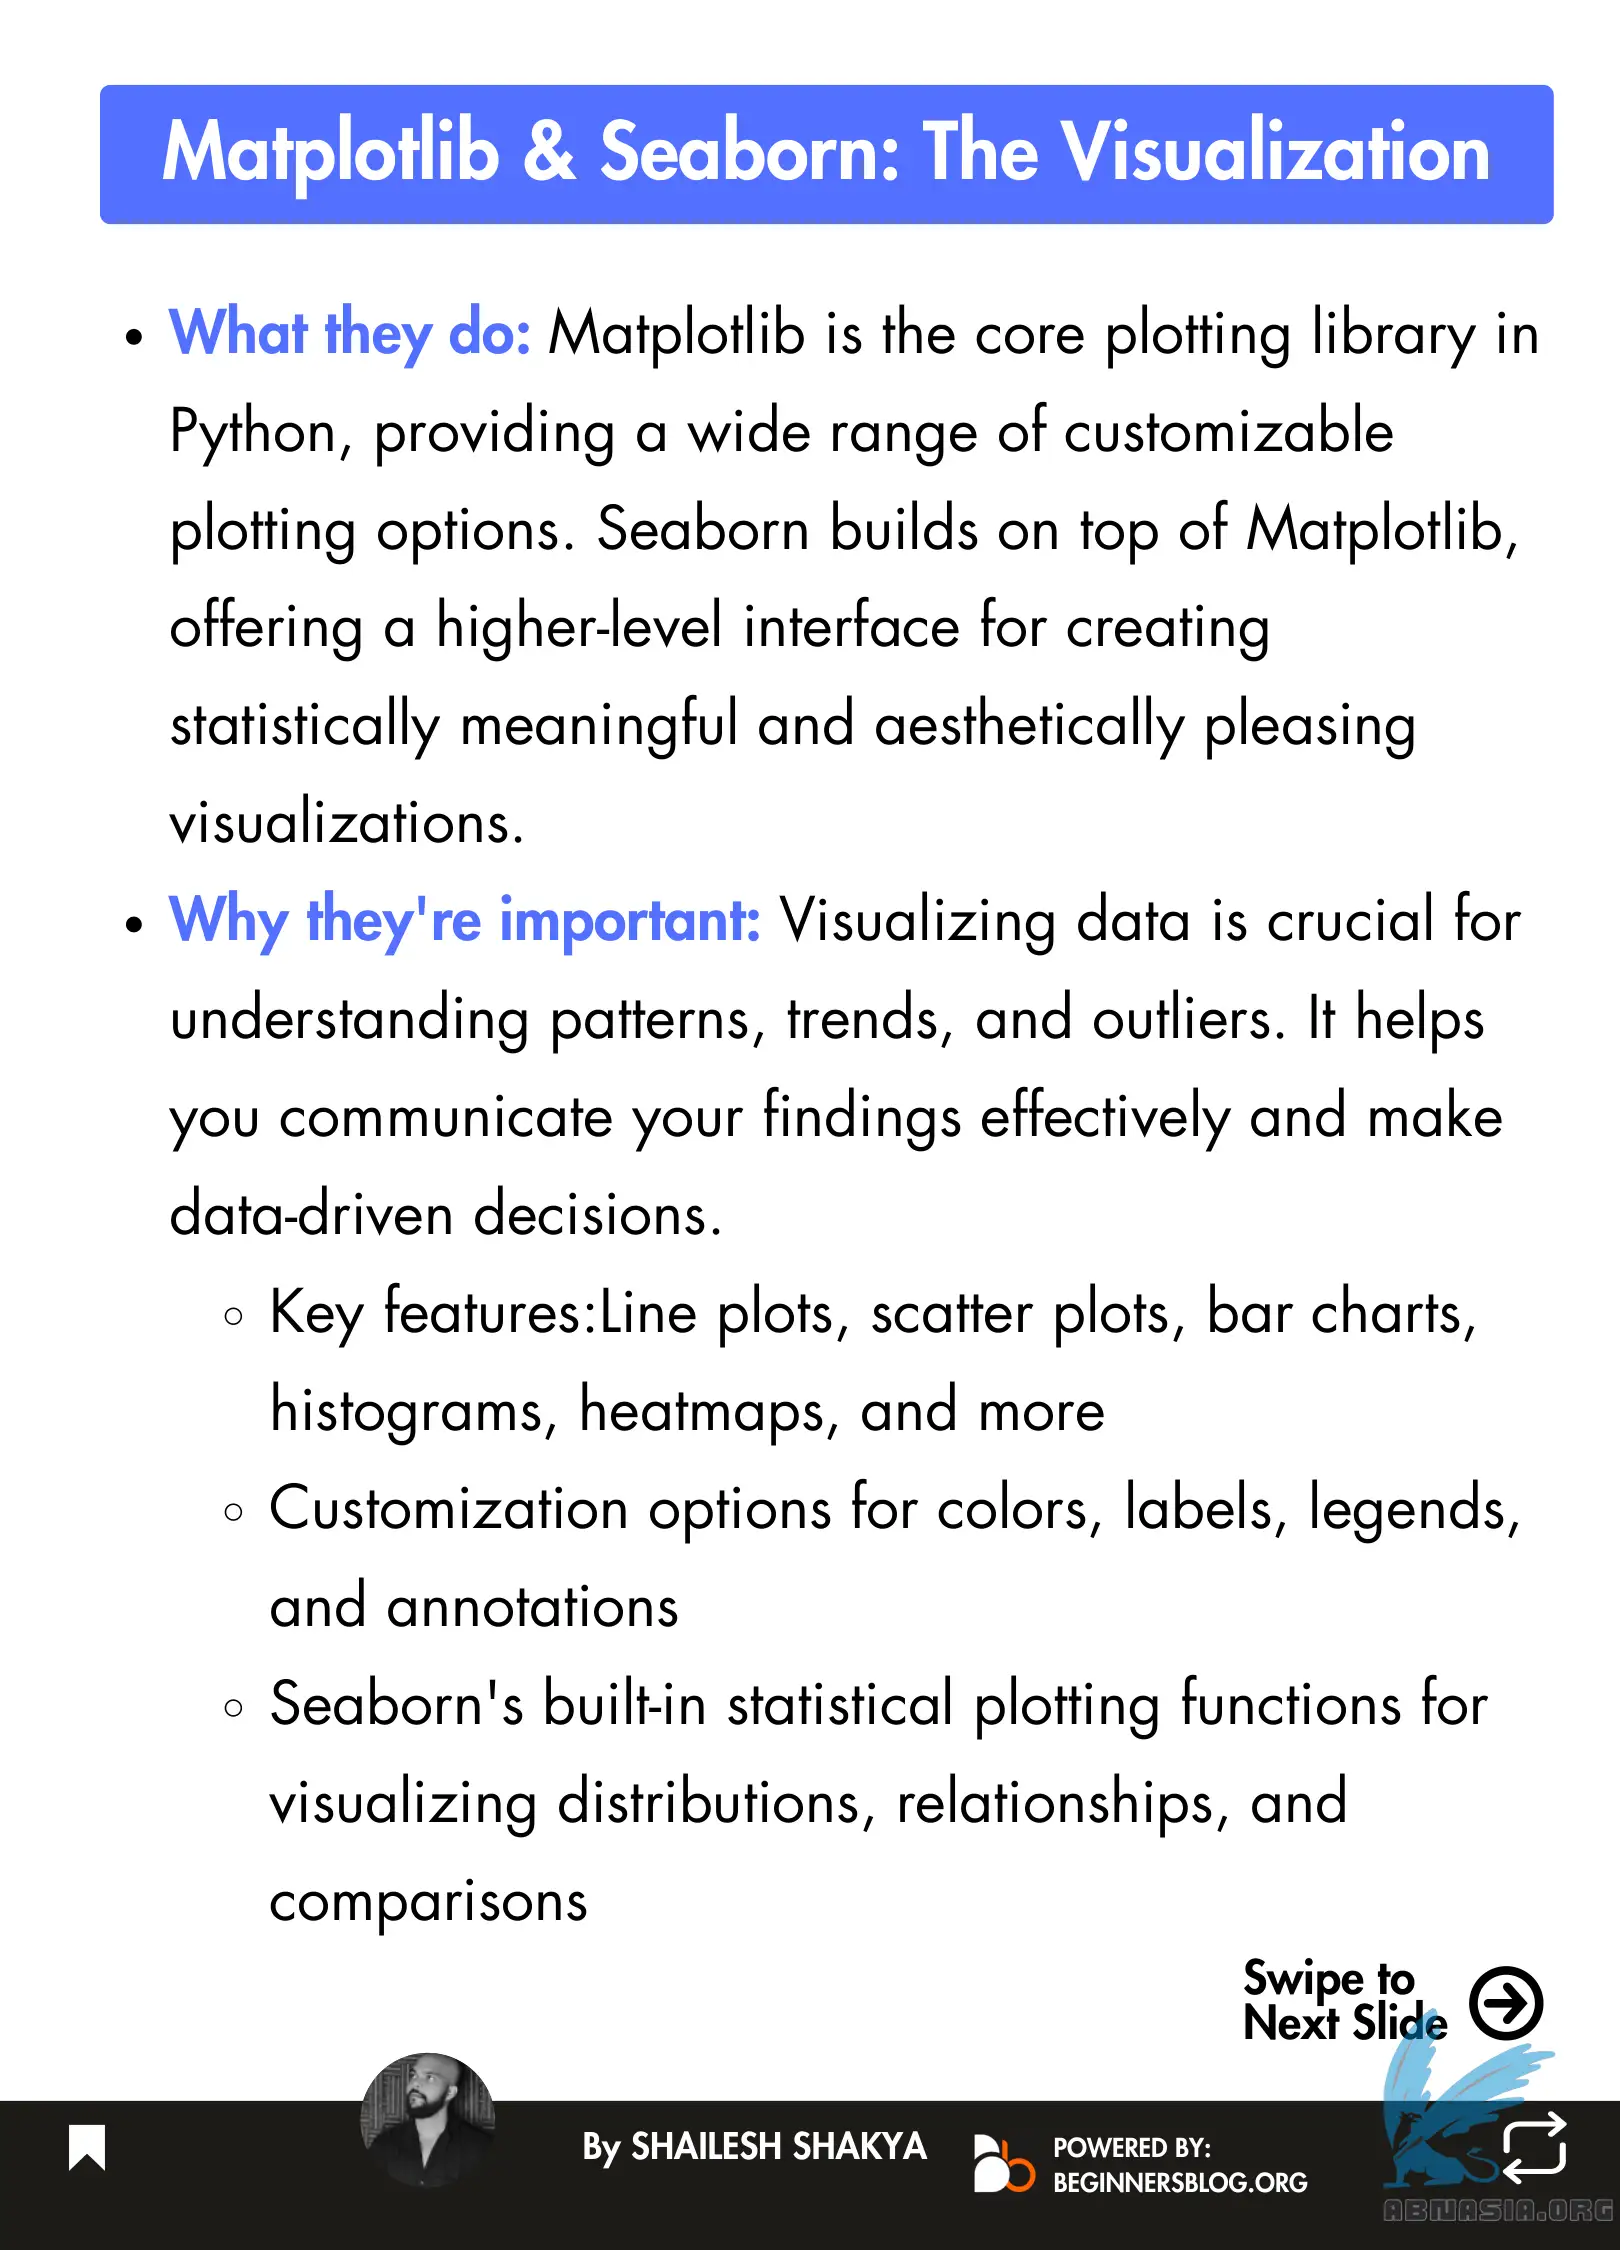 Matplotlib & Seaborn: The Visualization
• What they do: Matplotlib is the core plotting library in
Python, providing a wide range of customizable
plotting options. Seaborn builds on top of Matplotlib,
offering a higher-level interface for creating
statistically meaningful and aesthetically pleasing
visualizations.
• Why they're important: Visualizing data is crucial for
understanding patterns, trends, and outliers. It helps
you communicate your findings effectively and make
data-driven decisions.
◦ Key features:Line plots, scatter plots, bar charts,
histograms, heatmaps, and more
◦ Customization options for colors, labels, legends,
and annotations
◦ Seaborn's built-in statistical plotting functions for
visualizing distributions, relationships, and
comparisons
Swipe to
Next Slide
By SHAILESH SHAKYA
POWERED BY:
BEGINNERSBLOG.ORG
ABNASIA.ORG